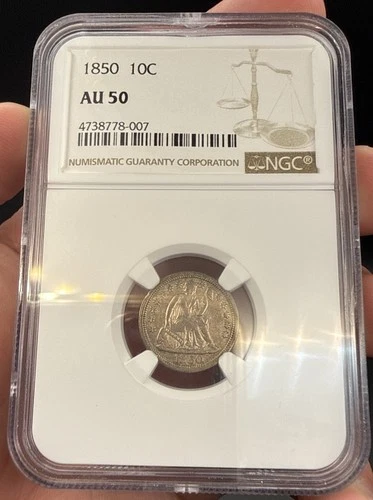 1850 10C
AU 50
4738778-007
NUMISMATIC GUARANTY CORPORATION
NGC®